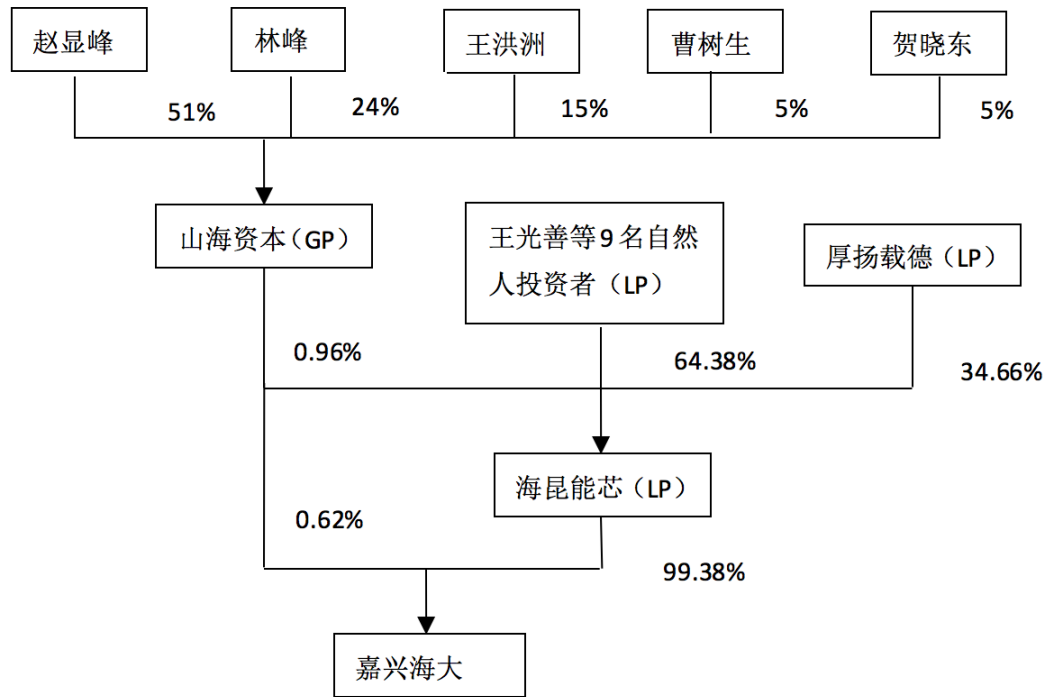 赵显峰
林峰
王洪洲
曹树生
贺晓东
51%
24%
15%
5%
5%
山海资本（GP）
王光善等9名自然
人投资者（LP）
厚扬载德（LP）
0.96%
64.38%
34.66%
海昆能芯（LP）
0.62%
99.38%
嘉兴海大